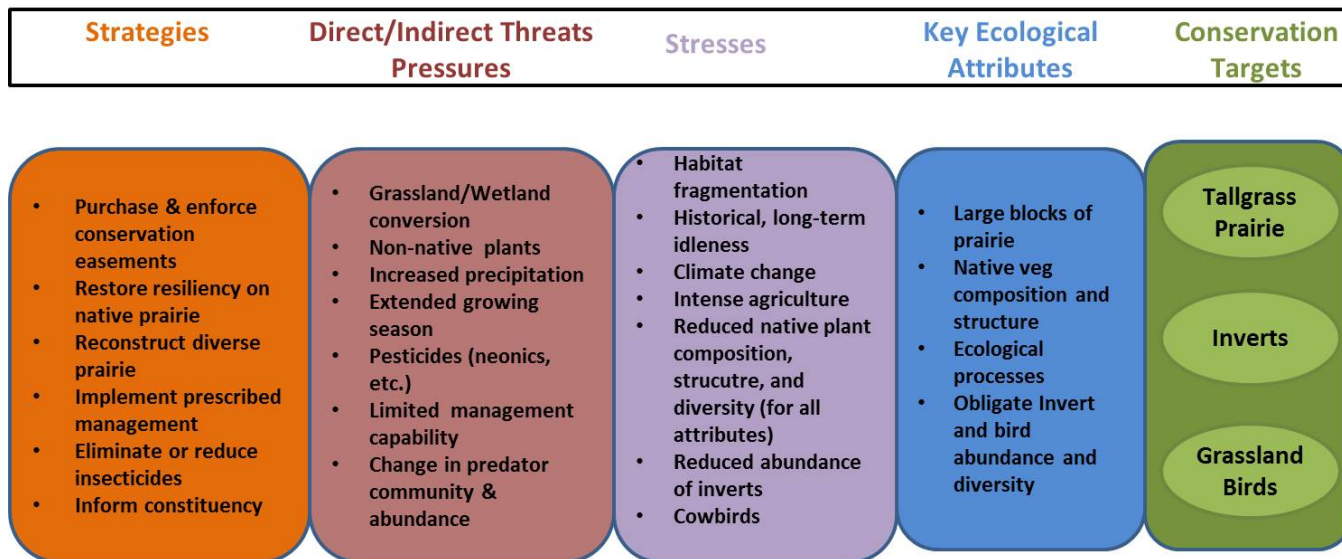 Strategies
Direct/Indirect Threats
Pressures
Stresses
Key Ecological
Attributes
Conservation
Targets
• Purchase & enforce
conservation
easements
• Restore resiliency on
native prairie
• Reconstruct diverse
prairie
• Implement prescribed
management
• Eliminate or reduce
insecticides
• Inform constituency
• Grassland/Wetland
conversion
• Non-native plants
• Increased precipitation
• Extended growing
season
• Pesticides (neonics,
etc.)
• Limited management
capability
• Change in predator
community &
abundance
• Habitat
fragmentation
• Historical, long-term
idleness
• Climate change
• Intense agriculture
• Reduced native plant
composition,
strucutre, and
diversity (for all
attributes)
• Reduced abundance
of inverts
• Cowbirds
• Large blocks of
prairie
• Native veg
composition and
structure
• Ecological
processes
• Obligate Invert
and bird
abundance and
diversity
Tallgrass
Prairie
Inverts
Grassland
Birds